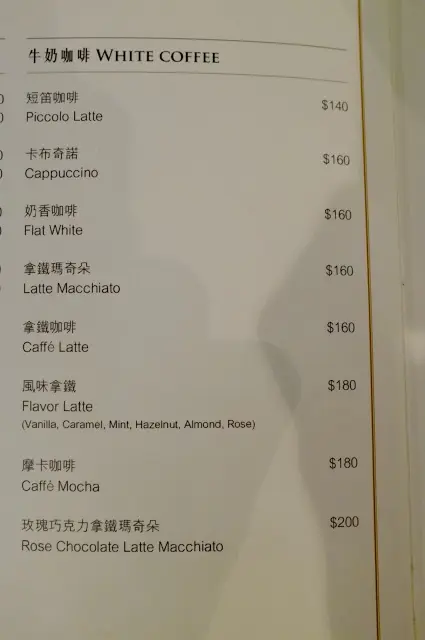 牛奶咖啡 WHITE COFFEE
短笛咖啡
Piccolo Latte
$140
卡布奇諾
Cappuccino
$160
奶香咖啡
Flat White
$160
拿鐵瑪奇朵
Latte Macchiato
$160
拿鐵咖啡
Caffé Latte
$160
風味拿鐵
Flavor Latte
(Vanilla, Caramel, Mint, Hazelnut, Almond, Rose)
$180
摩卡咖啡
Caffé Mocha
$180
玫瑰巧克力拿鐵瑪奇朵
Rose Chocolate Latte Macchiato
$200